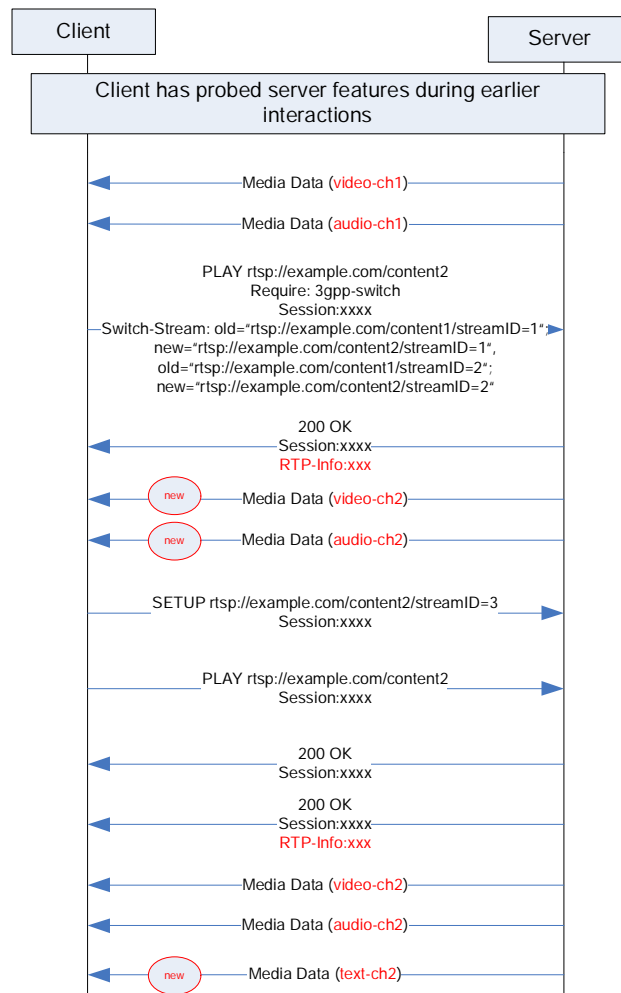 Client
Server
Client has probed server features during earlier
interactions
Media Data (video-ch1)
Media Data (audio-ch1)
PLAY rtsp://example.com/content2
Require: 3gpp-switch
Session:xxxx
Switch-Stream: old=“rtsp://example.com/content1/streamID=1“;
new=“rtsp://example.com/content2/streamID=1“,
old=“rtsp://example.com/content1/streamID=2“;
new=“rtsp://example.com/content2/streamID=2“
200 OK
Session:xxxx
RTP-Info:xxx
new
Media Data (video-ch2)
new
Media Data (audio-ch2)
SETUP rtsp://example.com/content2/streamID=3
Session:xxxx
PLAY rtsp://example.com/content2
Session:xxxx
200 OK
Session:xxxx
200 OK
Session:xxxx
RTP-Info:xxx
Media Data (video-ch2)
Media Data (audio-ch2)
new
Media Data (text-ch2)